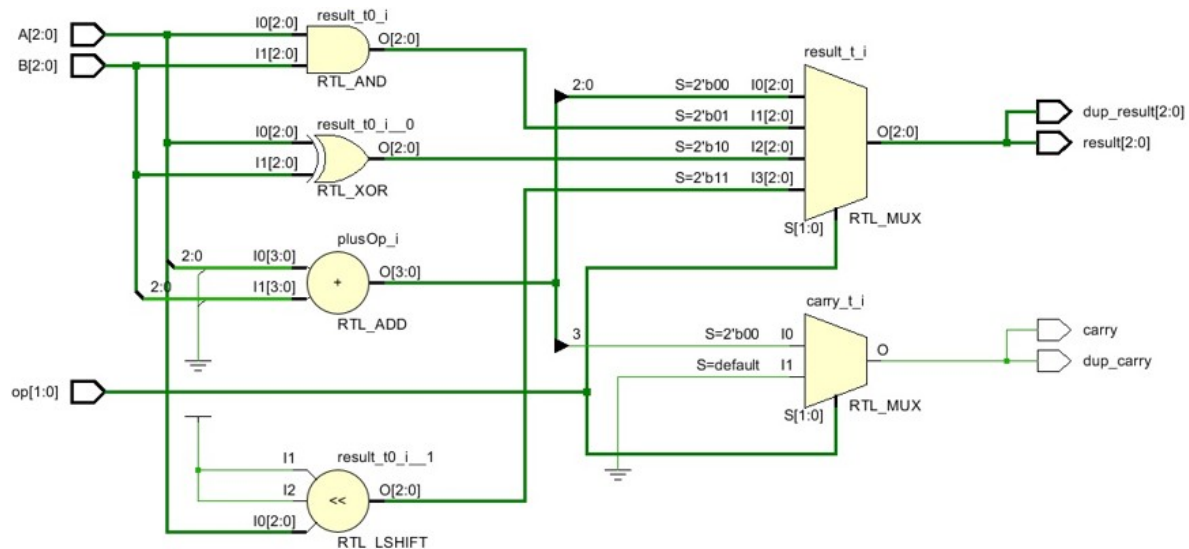 A[2:0]
B[2:0]
result_t0_i
I0[2:0]
I1[2:0]
O[2:0]
RTL_AND
result_t0_i__0
I0[2:0]
I1[2:0]
O[2:0]
RTL_XOR
plusOp_i
2:0
I0[3:0]
2:0
I1[3:0]
+
O[3:0]
RTL_ADD
op[1:0]
result_t0_i__1
I1
I2
I0[2:0]
<<
O[2:0]
RTL_LSHIFT
result_t_i
2:0
S=2'b00 I0[2:0]
S=2'b01 I1[2:0]
S=2'b10 I2[2:0]
S=2'b11 I3[2:0]
O[2:0]
S[1:0]
RTL_MUX
dup_result[2:0]
result[2:0]
carry_t_i
3
S=2'b00 I0
S=default I1
O
S[1:0]
RTL_MUX
carry
dup_carry